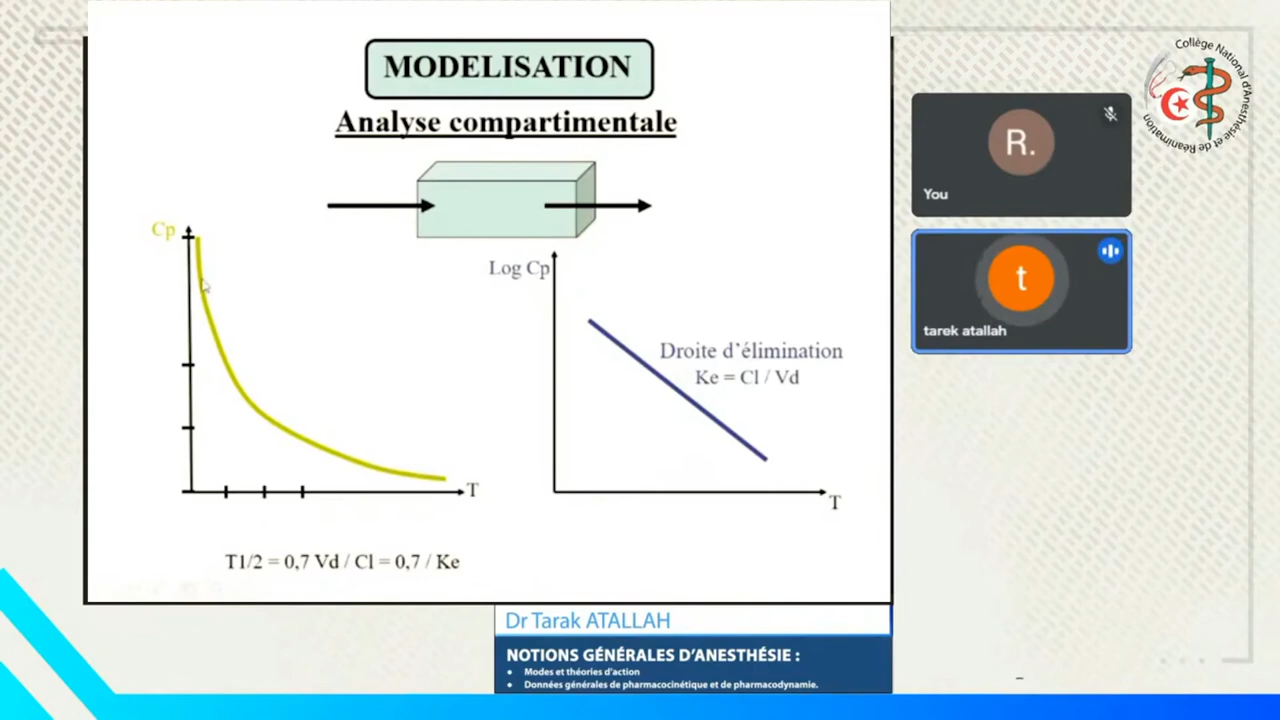 MODELISATION
Analyse compartimentale
Cp
T
Log Cp
Droite d'élimination
Ke = Cl / Vd
T
T1/2 = 0,7 Vd / Cl = 0,7 / Ke
R.
You
t
tarek atallah
Collège National d'Anesthésie et de Réanimation
Dr Tarak ATALLAH
NOTIONS GÉNÉRALES D'ANESTHÉSIE :
• Modes et théories d'action
• Données générales de pharmacocinétique et de pharmacodynamie.